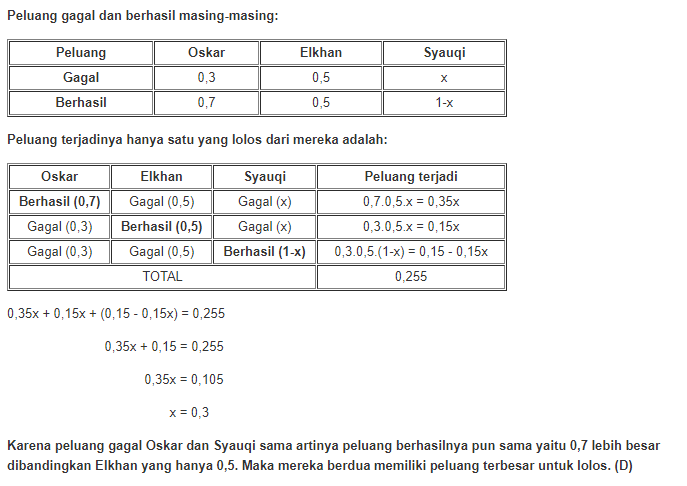 Peluang gagal dan berhasil masing-masing:
Peluang Oskar Elkhan Syauqi
Gagal 0,3 0,5 x
Berhasil 0,7 0,5 1-x
Peluang terjadinya hanya satu yang lolos dari mereka adalah:
Oskar Elkhan Syauqi Peluang terjadi
Berhasil (0,7) Gagal (0,5) Gagal (x) 0,7.0,5.x = 0,35x
Gagal (0,3) Berhasil (0,5) Gagal (x) 0,3.0,5.x = 0,15x
Gagal (0,3) Gagal (0,5) Berhasil (1-x) 0,3.0,5.(1-x) = 0,15 - 0,15x
TOTAL 0,255
0,35x + 0,15x + (0,15 - 0,15x) = 0,255
0,35x + 0,15 = 0,255
0,35x = 0,105
x = 0,3
Karena peluang gagal Oskar dan Syauqi sama artinya peluang berhasilnya pun sama yaitu 0,7 lebih besar
dibandingkan Elkhan yang hanya 0,5. Maka mereka berdua memiliki peluang terbesar untuk lolos. (D)